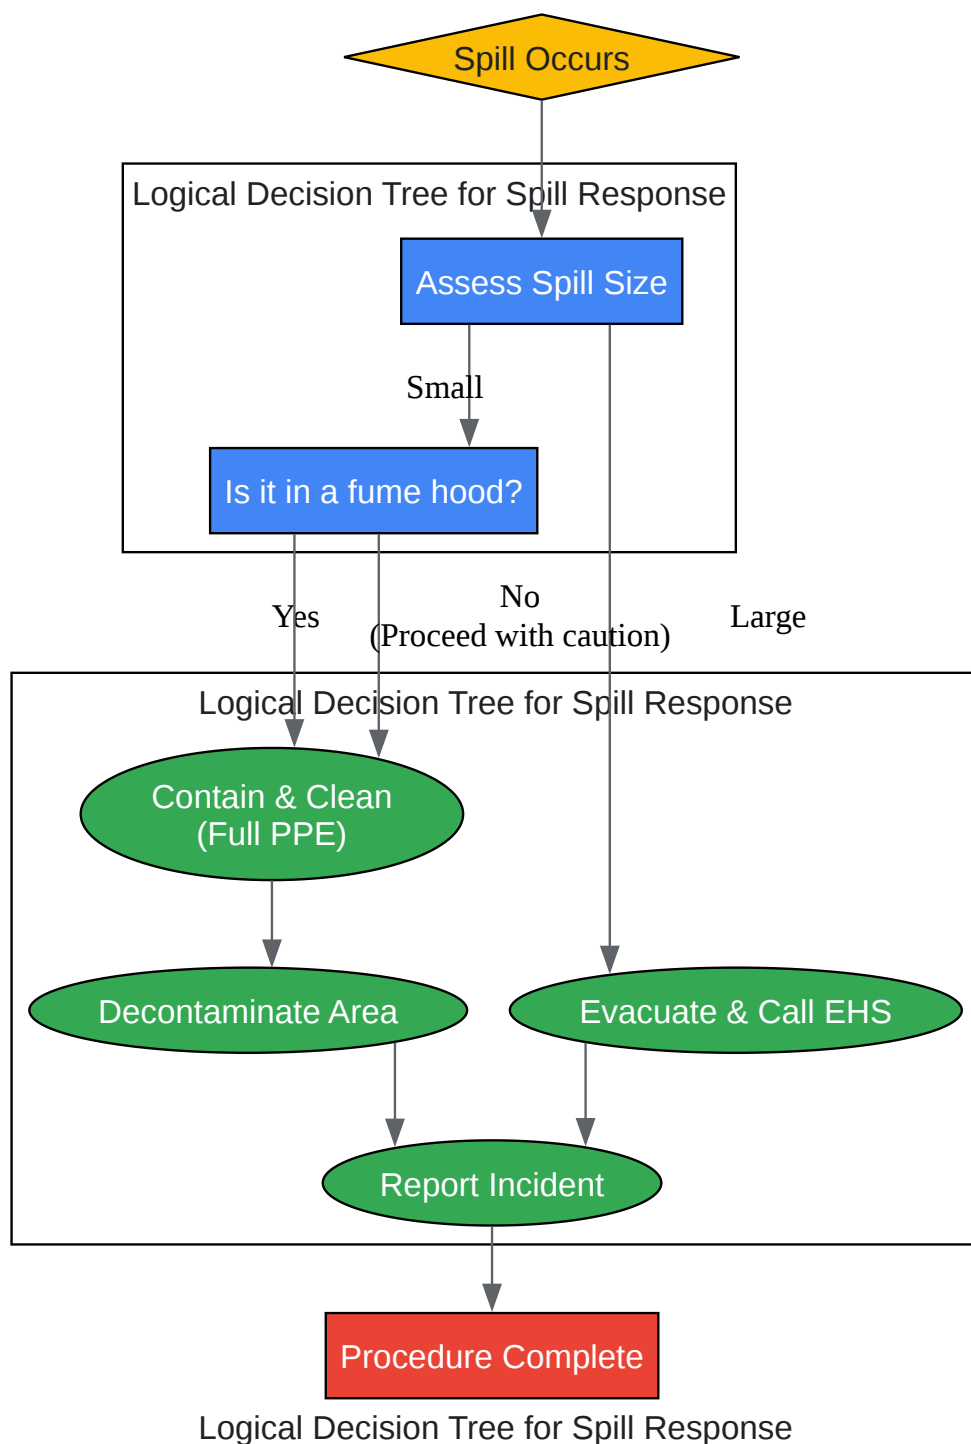 Spill Occurs
Logical Decision Tree for Spill Response
Assess Spill Size
Small
Is it in a fume hood?
Yes
No
(Proceed with caution)
Large
Logical Decision Tree for Spill Response
Contain & Clean
(Full PPE)
Decontaminate Area
Evacuate & Call EHS
Report Incident
Procedure Complete
Logical Decision Tree for Spill Response